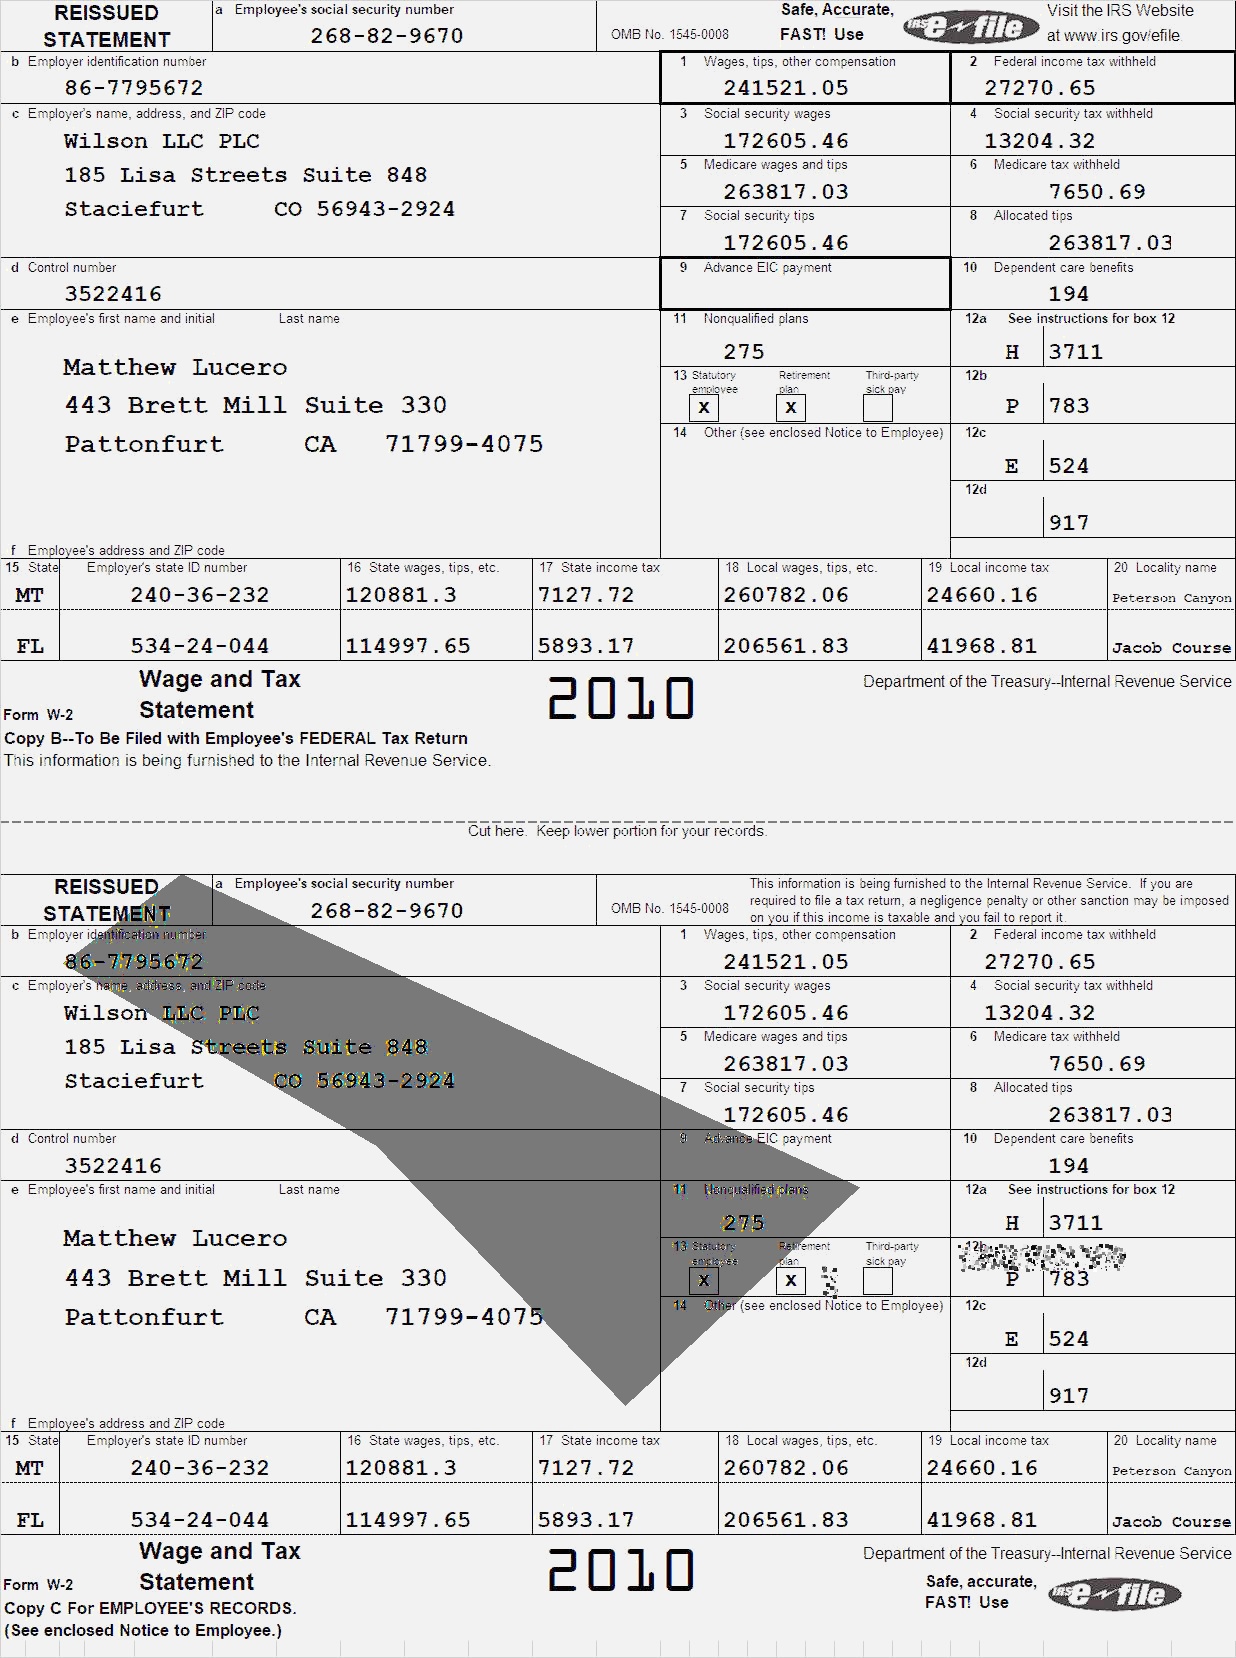 REISSUED
STATEMENT
a Employee's social security number
268-82-9670
OMB No. 1545-0008
Safe, Accurate,
FAST! Use
IRS e-file
Visit the IRS Website
at www.irs.gov/efile
b Employer identification number
86-7795672
1 Wages, tips, other compensation
241521.05
2 Federal income tax withheld
27270.65
c Employer's name, address, and ZIP code
Wilson LLC PLC
185 Lisa Streets Suite 848
Staciefurt CO 56943-2924
3 Social security wages
172605.46
4 Social security tax withheld
13204.32
5 Medicare wages and tips
263817.03
6 Medicare tax withheld
7650.69
7 Social security tips
172605.46
8 Allocated tips
263817.03
d Control number
3522416
9 Advance EIC payment
10 Dependent care benefits
194
e Employee's first name and initial Last name
Matthew Lucero
443 Brett Mill Suite 330
Pattonfurt CA 71799-4075
11 Nonqualified plans
275
12a See instructions for box 12
H 3711
13 Statutory employee
X
Retirement plan
X
Third-party sick pay
12b
P 783
14 Other (see enclosed Notice to Employee)
12c
E 524
12d
917
f Employee's address and ZIP code
15 State Employer's state ID number 16 State wages, tips, etc. 17 State income tax 18 Local wages, tips, etc. 19 Local income tax 20 Locality name
MT 240-36-232 120881.3 7127.72 260782.06 24660.16 Peterson Canyon
FL 534-24-044 114997.65 5893.17 206561.83 41968.81 Jacob Course
Form W-2
Wage and Tax
Statement
2010
Department of the Treasury--Internal Revenue Service
Copy B--To Be Filed with Employee's FEDERAL Tax Return
This information is being furnished to the Internal Revenue Service.
Cut here. Keep lower portion for your records.
REISSUED
STATEMENT
a Employee's social security number
268-82-9670
OMB No. 1545-0008
This information is being furnished to the Internal Revenue Service. If you are
required to file a tax return, a negligence penalty or other sanction may be imposed
on you if this income is taxable and you fail to report it.
b Employer identification number
86-7795672
1 Wages, tips, other compensation
241521.05
2 Federal income tax withheld
27270.65
c Employer's name, address, and ZIP code
Wilson LLC PLC
185 Lisa Streets Suite 848
Staciefurt CO 56943-2924
3 Social security wages
172605.46
4 Social security tax withheld
13204.32
5 Medicare wages and tips
263817.03
6 Medicare tax withheld
7650.69
7 Social security tips
172605.46
8 Allocated tips
263817.03
d Control number
3522416
9 Advance EIC payment
10 Dependent care benefits
194
e Employee's first name and initial Last name
Matthew Lucero
443 Brett Mill Suite 330
Pattonfurt CA 71799-4075
11 Nonqualified plans
275
12a See instructions for box 12
H 3711
13 Statutory employee
X
Retirement plan
X
Third-party sick pay
P 783
14 Other (see enclosed Notice to Employee)
12c
E 524
12d
917
f Employee's address and ZIP code
15 State Employer's state ID number 16 State wages, tips, etc. 17 State income tax 18 Local wages, tips, etc. 19 Local income tax 20 Locality name
MT 240-36-232 120881.3 7127.72 260782.06 24660.16 Peterson Canyon
FL 534-24-044 114997.65 5893.17 206561.83 41968.81 Jacob Course
Form W-2
Wage and Tax
Statement
2010
Department of the Treasury--Internal Revenue Service
Safe, accurate,
FAST! Use
IRS e-file
Copy C For EMPLOYEE'S RECORDS.
(See enclosed Notice to Employee.)